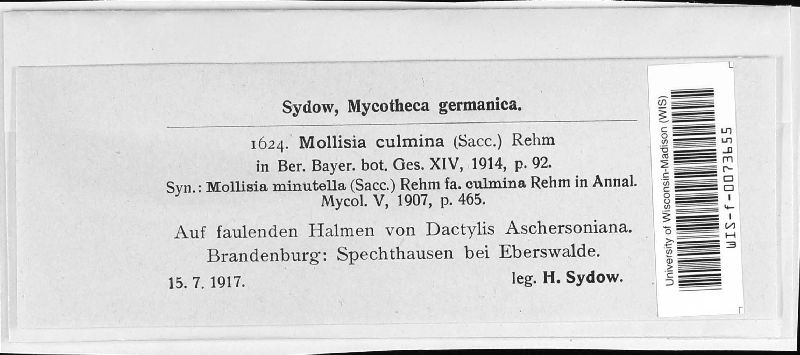 Sydow, Mycotheca germanica.
1624. Mollisia culmina (Sacc.) Rehm
in Ber. Bayer. bot. Ges. XIV, 1914, p. 92.
Syn.: Mollisia minutella (Sacc.) Rehm fa. culmina Rehm in Annal.
Mycol. V, 1907, p. 465.
Auf faulenden Halmen von Dactylis Aschersoniana.
Brandenburg: Spechthausen bei Eberswalde.
15. 7. 1917. leg. H. Sydow.
University of Wisconsin-Madison (WIS)
WIS-f-0073655